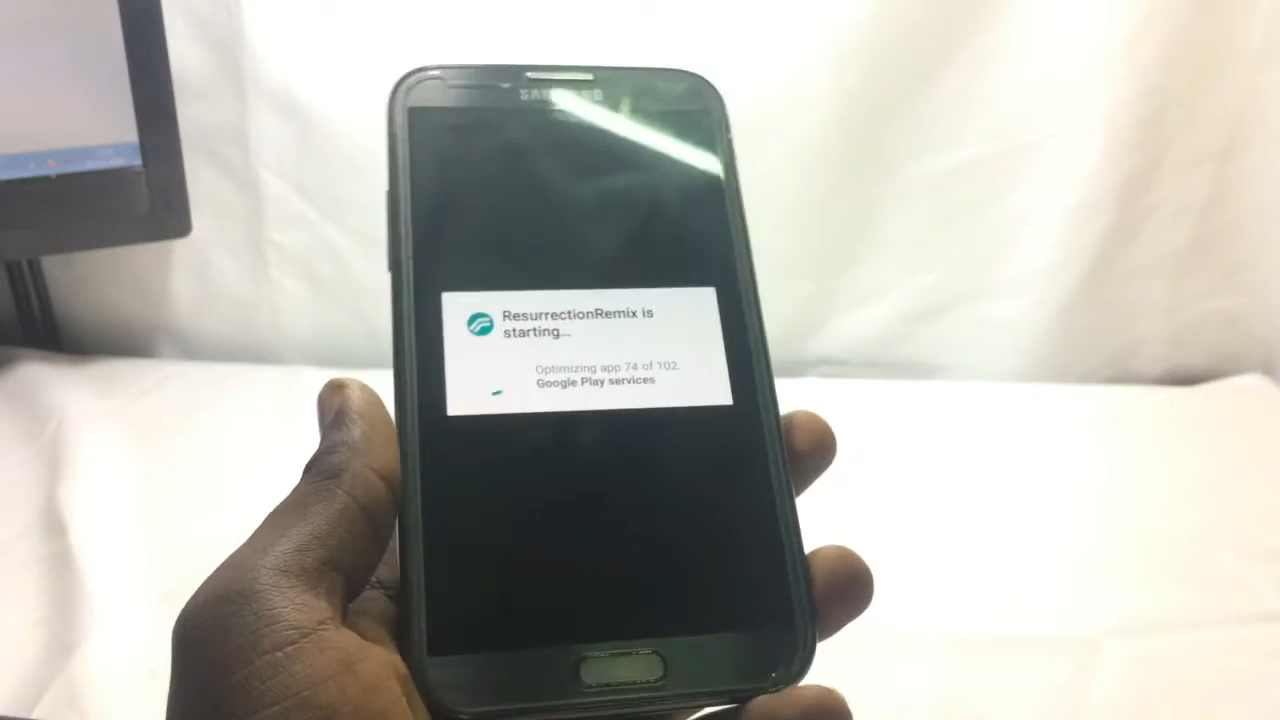 SAMSUNG
ResurrectionRemix is
starting...
Optimizing app 74 of 102.
Google Play services